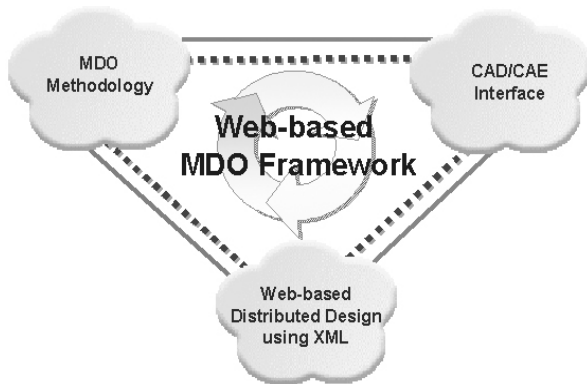 MDO
Methodology
CAD/CAE
Interface
Web-based
MDO Framework
Web-based
Distributed Design
using XML